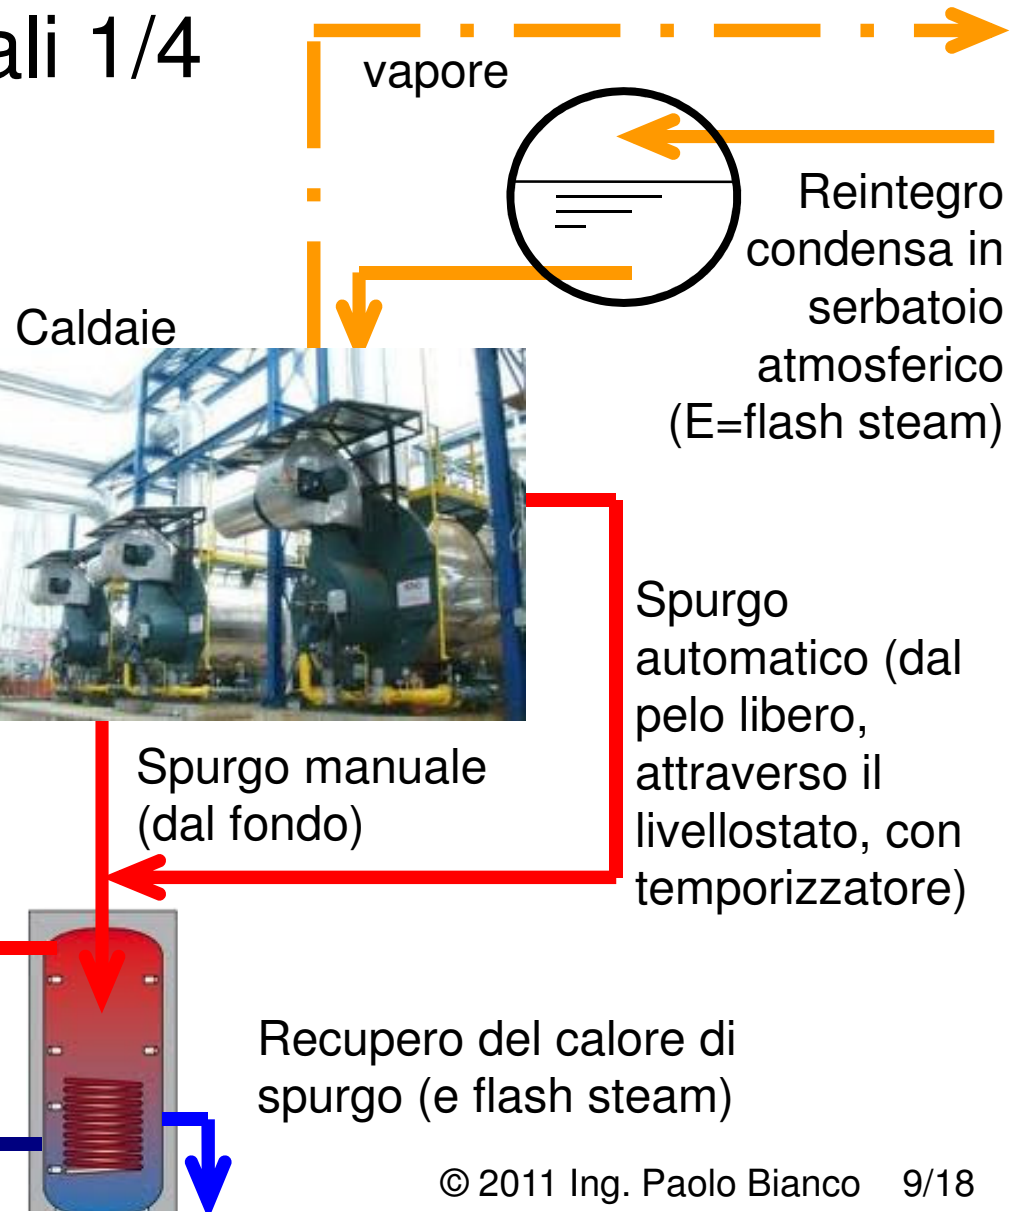 ali 1/4
vapore
Reintegro
condensa in
serbatoio
atmosferico
(E=flash steam)
Caldaie
Spurgo
automatico (dal
pelo libero,
attraverso il
livellostato, con
temporizzatore)
Spurgo manuale
(dal fondo)
Recupero del calore di
spurgo (e flash steam)
© 2011 Ing. Paolo Bianco 9/18